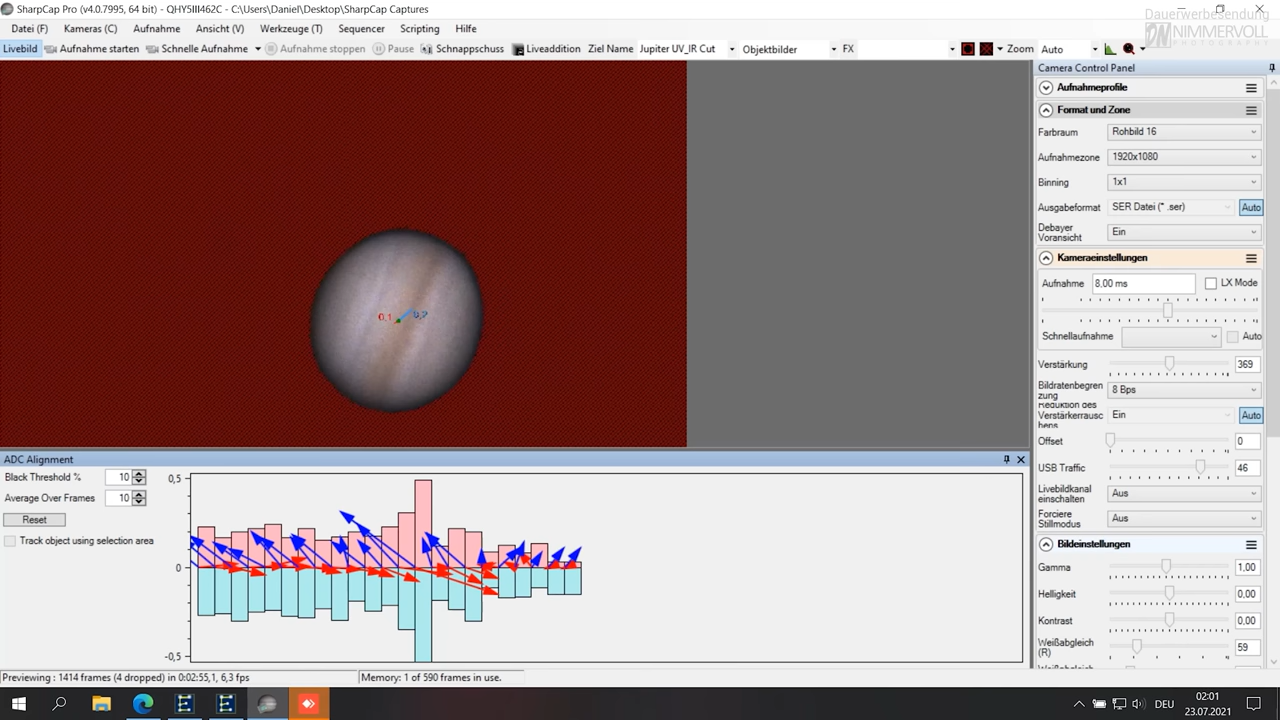 SharpCap Pro (v4.0.7995, 64 bit) - QHY5III462C - C:\Users\Daniel\Desktop\SharpCap Captures
Dauerwerbesendung
NIMMERVOLL
PHOTOGRAPHY
Datei (F) Kameras (C) Aufnahme Ansicht (V) Werkzeuge (T) Sequencer Scripting Hilfe
Livebild Aufnahme starten Schnelle Aufnahme Aufnahme stoppen Pause Schnappschuss Liveaddition Ziel Name Jupiter UV_IR Cut Objektbilder FX Zoom Auto
Camera Control Panel
Aufnahmeprofile
Format und Zone
Farbraum Rohbild 16
Aufnahmezone 1920x1080
Binning 1x1
Ausgabeformat SER Datei (* .ser) Auto
Debayer Voransicht Ein
Kameraeinstellungen
Aufnahme 8,00 ms LX Mode
Schnellaufnahme Auto
Verstärkung 369
Bildratenbegrenzung 8 Bps
Reduktion des Verstärkerrauschens Ein Auto
Offset 0
USB Traffic 46
Livebildkanal einschalten Aus
Forciere Stillmodus Aus
Bildeinstellungen
Gamma 1,00
Helligkeit 0,00
Kontrast 0,00
Weißabgleich (R) 59
0,1 0,2
ADC Alignment
Black Threshold % 10
Average Over Frames 10
Reset
Track object using selection area
0,5
0
-0,5
Previewing : 1414 frames (4 dropped) in 0:02:55,1, 6,3 fps Memory: 1 of 590 frames in use.
DEU 02:01
23.07.2021